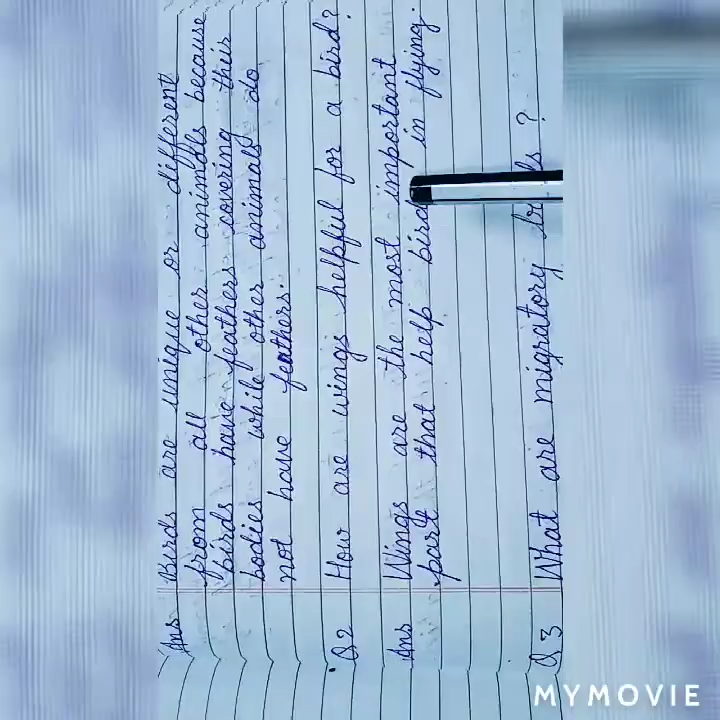 Ans Birds are unique or different
from all other animals because
birds have feathers covering their
bodies while other animals do
not have feathers.
Q2 How are wings helpful for a bird?
Ans Wings are the most important
part that help bird in flying.
Q3 What are migratory ?
MYMOVIE